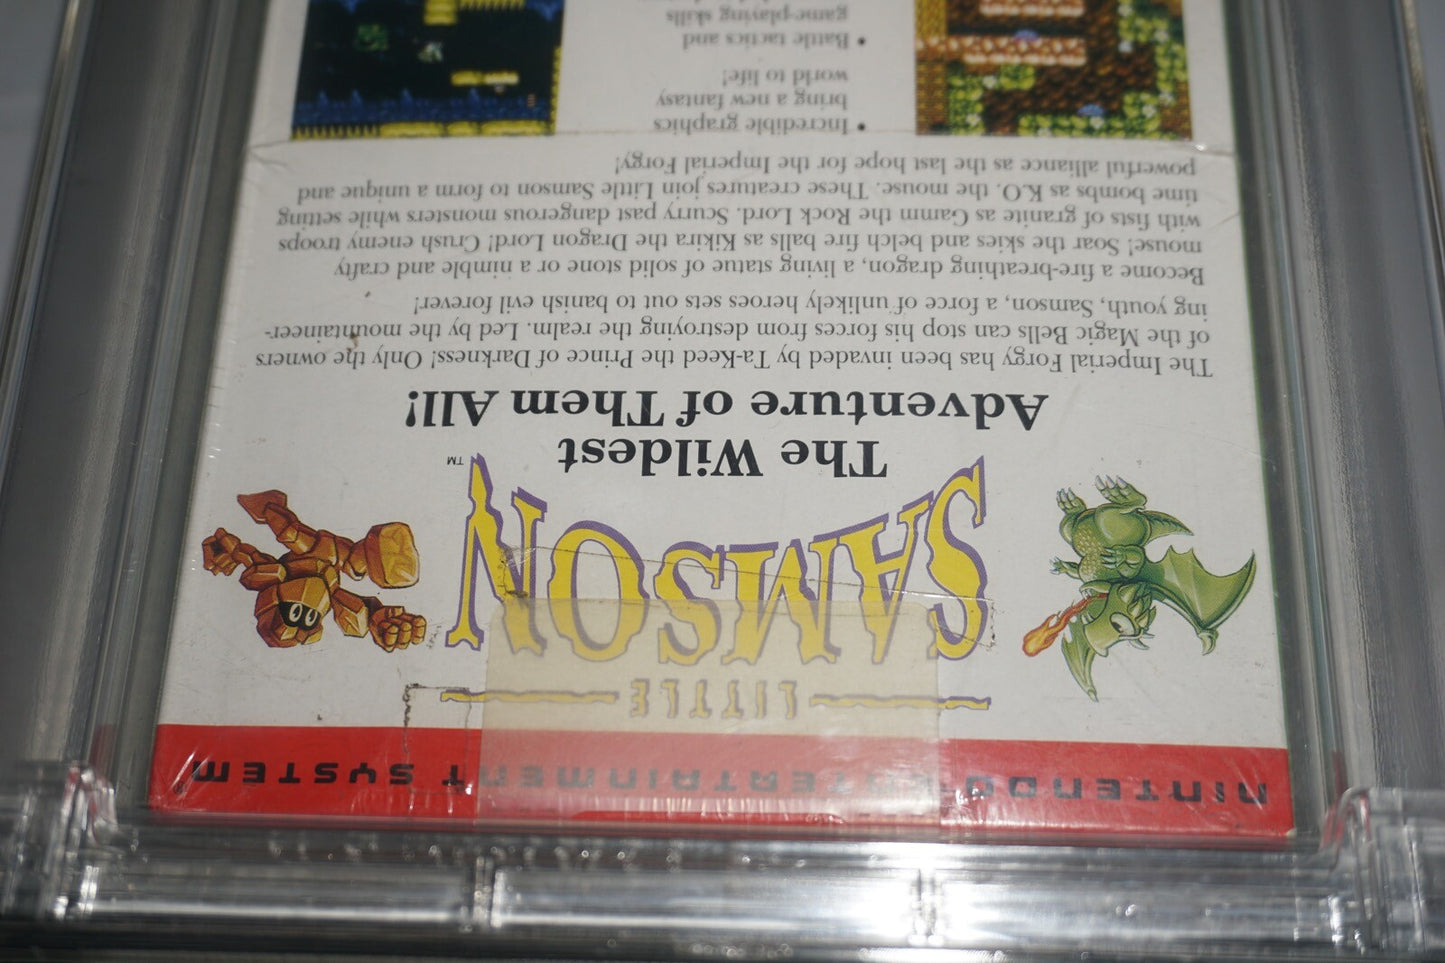 NINTENDO ENTERTAINMENT SYSTEM
LITTLE
SAMSON™
The Wildest
Adventure of Them All!
The Imperial Forgy has been invaded by Ta-Keed the Prince of Darkness! Only the owners
of the Magic Bells can stop his forces from destroying the realm. Led by the mountaineer-
ing youth, Samson, a force of unlikely heroes sets out to banish evil forever!
Become a fire-breathing dragon, a living statue of solid stone or a nimble and crafty
mouse! Soar the skies and belch fire balls as Kikira the Dragon Lord! Crush enemy troops
with fists of granite as Gamm the Rock Lord. Scurry past dangerous monsters while setting
time bombs as K.O. the mouse. These creatures join Little Samson to form a unique and
powerful alliance as the last hope for the Imperial Forgy!
• Incredible graphics
bring a new fantasy
world to life!
• Battle tactics and
game-playing skills